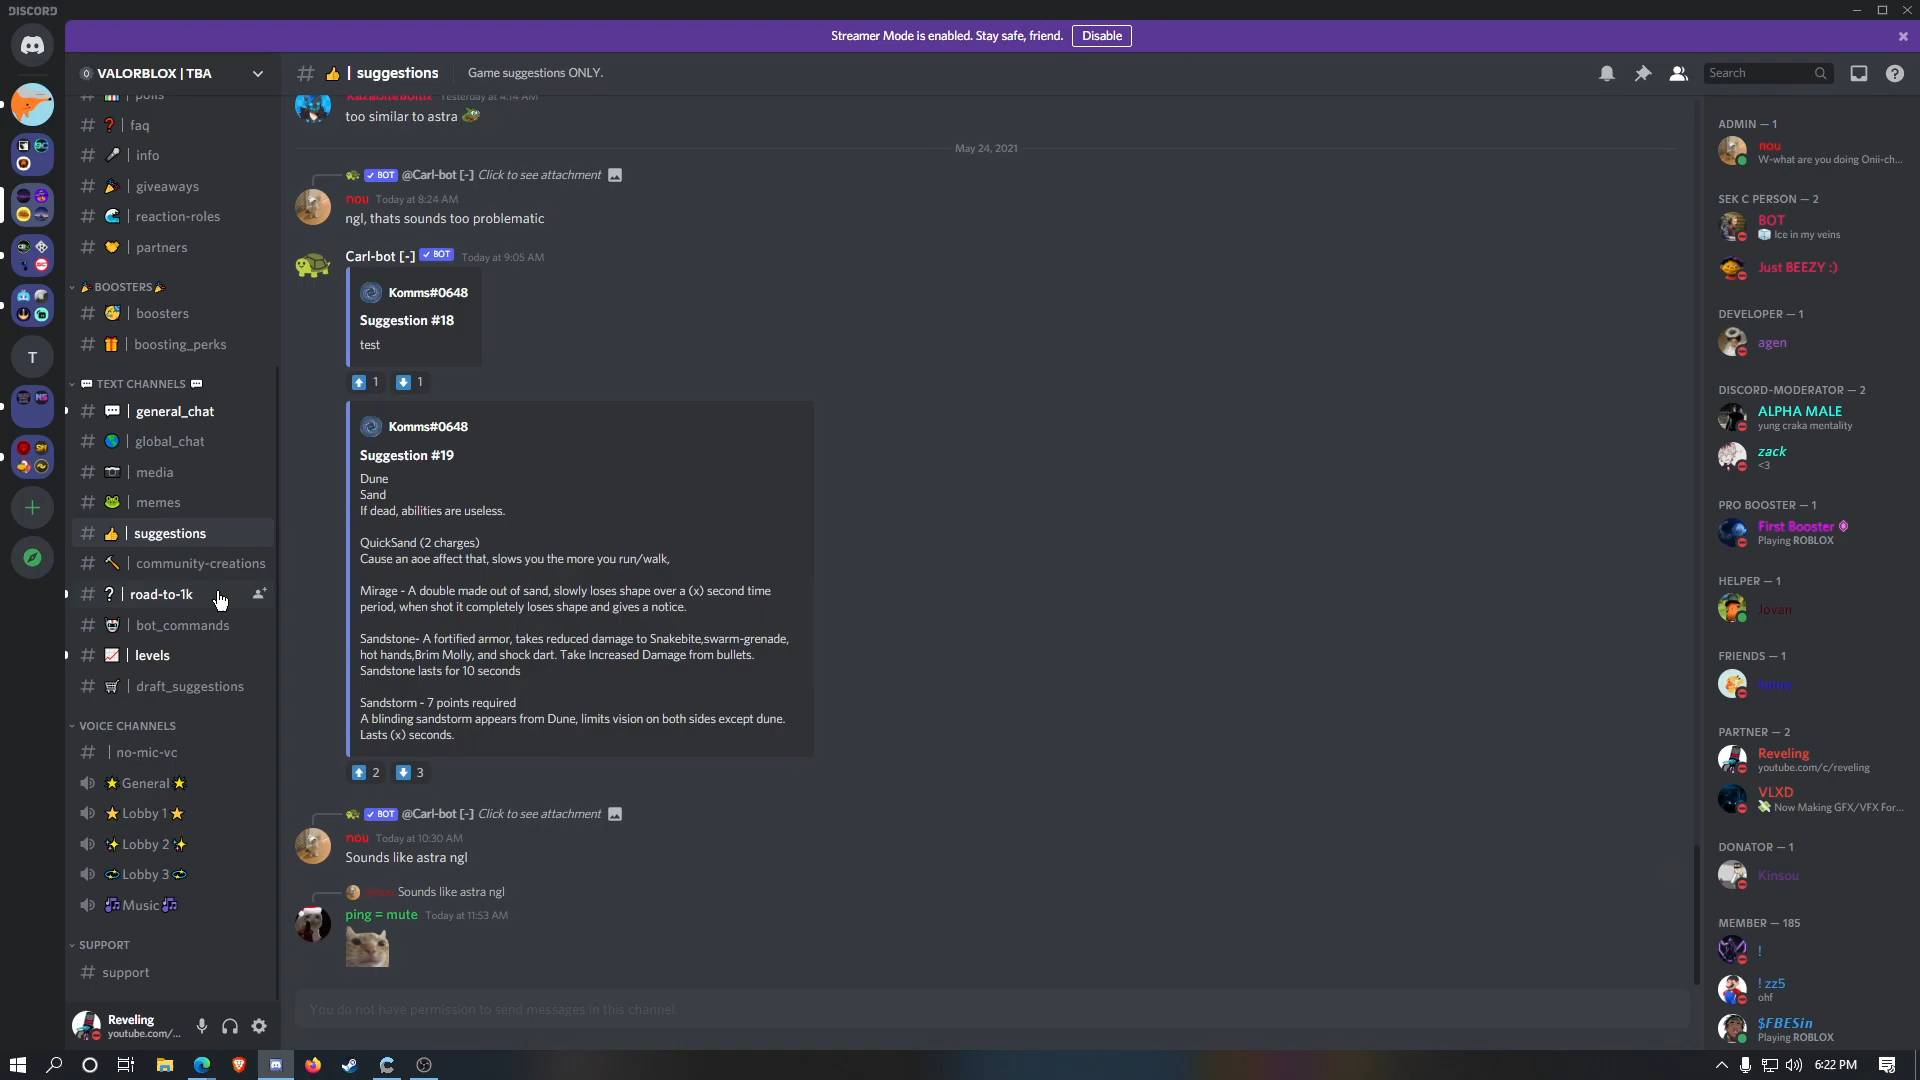 DISCORD
Streamer Mode is enabled. Stay safe, friend. Disable
VALORBLOX | TBA
| suggestions
Game suggestions ONLY.
Search
polls
| faq
| info
| giveaways
| reaction-roles
| partners
BOOSTERS
| boosters
| boosting_perks
TEXT CHANNELS
| general_chat
| global_chat
| media
| memes
| suggestions
| community-creations
| road-to-1k
| bot_commands
| levels
| draft_suggestions
VOICE CHANNELS
| no-mic-vc
General
Lobby 1
Lobby 2
Lobby 3
Music
SUPPORT
support
Reveling
youtube.com/...
T
Yesterday at 4:14 AM
too similar to astra
May 24, 2021
BOT @Carl-bot [-] Click to see attachment
nou Today at 8:24 AM
ngl, thats sounds too problematic
Carl-bot [-] BOT Today at 9:05 AM
Komms#0648
Suggestion #18
test
1 1
Komms#0648
Suggestion #19
Dune
Sand
If dead, abilities are useless.
QuickSand (2 charges)
Cause an aoe affect that, slows you the more you run/walk,
Mirage - A double made out of sand, slowly loses shape over a (x) second time
period, when shot it completely loses shape and gives a notice.
Sandstone- A fortified armor, takes reduced damage to Snakebite,swarm-grenade,
hot hands,Brim Molly, and shock dart. Take Increased Damage from bullets.
Sandstone lasts for 10 seconds
Sandstorm - 7 points required
A blinding sandstorm appears from Dune, limits vision on both sides except dune.
Lasts (x) seconds.
2 3
BOT @Carl-bot [-] Click to see attachment
nou Today at 10:30 AM
Sounds like astra ngl
Sounds like astra ngl
ping = mute Today at 11:53 AM
You do not have permission to send messages in this channel.
ADMIN — 1
nou
W-what are you doing Onii-ch...
SEK C PERSON — 2
BOT
Ice in my veins
Just BEEZY :)
DEVELOPER — 1
agen
DISCORD-MODERATOR — 2
ALPHA MALE
yung craka mentality
zack
<3
PRO BOOSTER — 1
First Booster
Playing ROBLOX
HELPER — 1
Jovan
FRIENDS — 1
PARTNER — 2
Reveling
youtube.com/c/reveling
VLXD
Now Making GFX/VFX For...
DONATOR — 1
Kinsou
MEMBER — 185
!
! zz5
ohf
$FBESin
Playing ROBLOX
6:22 PM